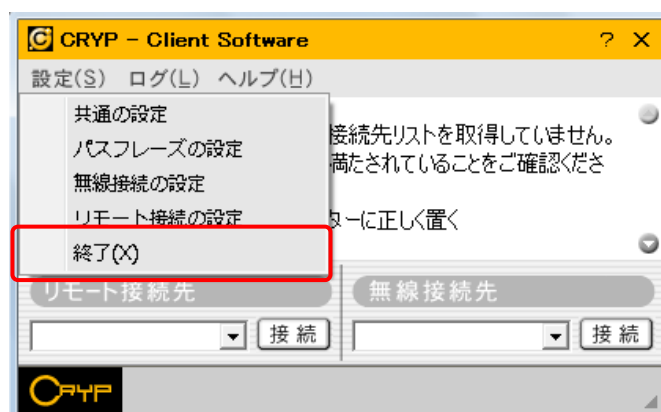 CRYP - Client Software
設定(S) ログ(L) ヘルプ(H)
共通の設定
パスフレーズの設定
無線接続の設定
リモート接続の設定
終了(X)
接続先リストを取得していません。
満たされていることをご確認くださ
ターに正しく置く
リモート接続先
無線接続先
接続
接続
CRYP